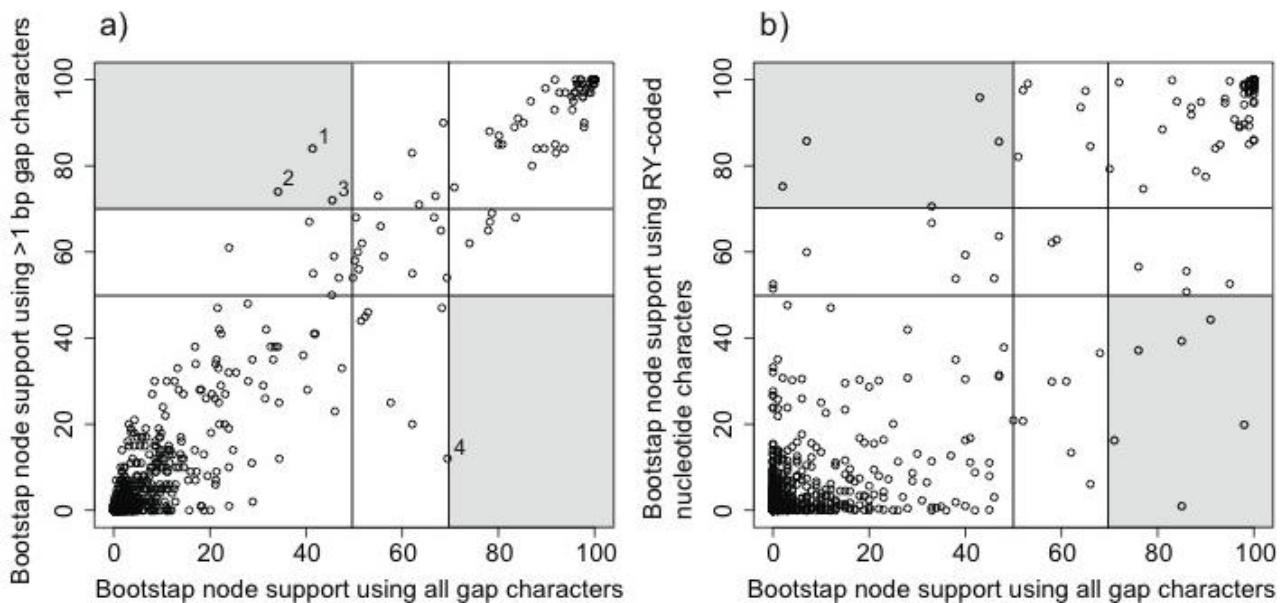 a)
Bootstap node support using >1 bp gap characters
100
80
60
40
20
0
1
2
3
4
0 20 40 60 80 100
Bootstap node support using all gap characters
b)
Bootstap node support using RY-coded
nucleotide characters
100
80
60
40
20
0
0 20 40 60 80 100
Bootstap node support using all gap characters